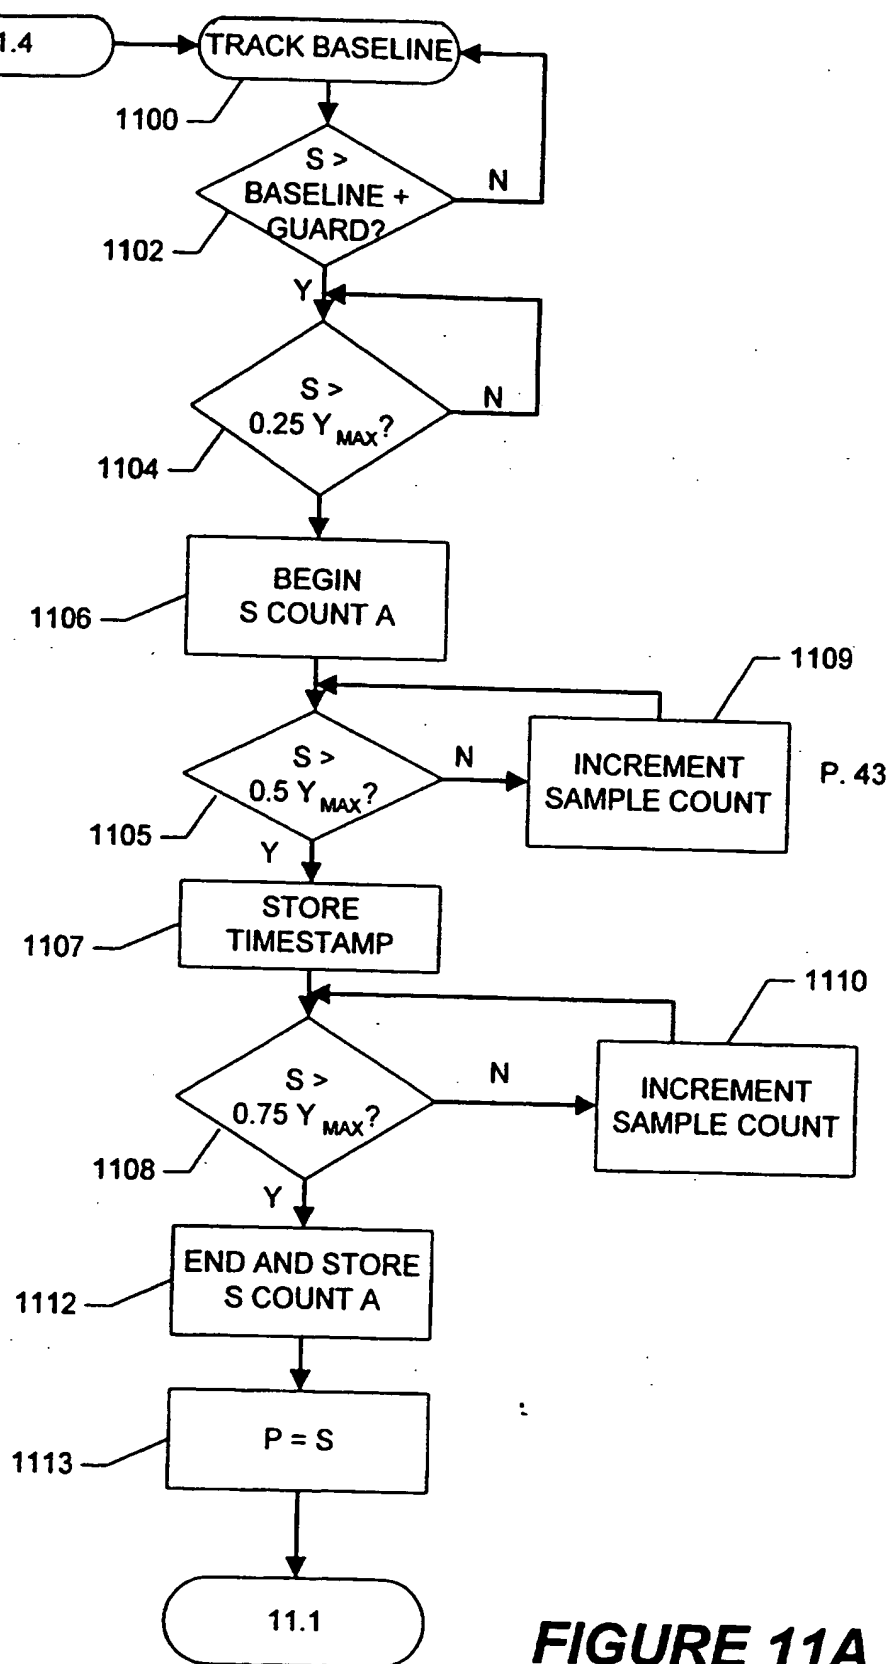 1.4
TRACK BASELINE
1100
S >
BASELINE +
GUARD?
N
1102
Y
S >
0.25 Y MAX?
N
1104
BEGIN
S COUNT A
1106
1109
S >
0.5 Y MAX?
N
INCREMENT
SAMPLE COUNT
P. 43
1105
Y
STORE
TIMESTAMP
1107
1110
S >
0.75 Y MAX?
N
INCREMENT
SAMPLE COUNT
1108
Y
END AND STORE
S COUNT A
1112
P = S
1113
11.1
FIGURE 11A